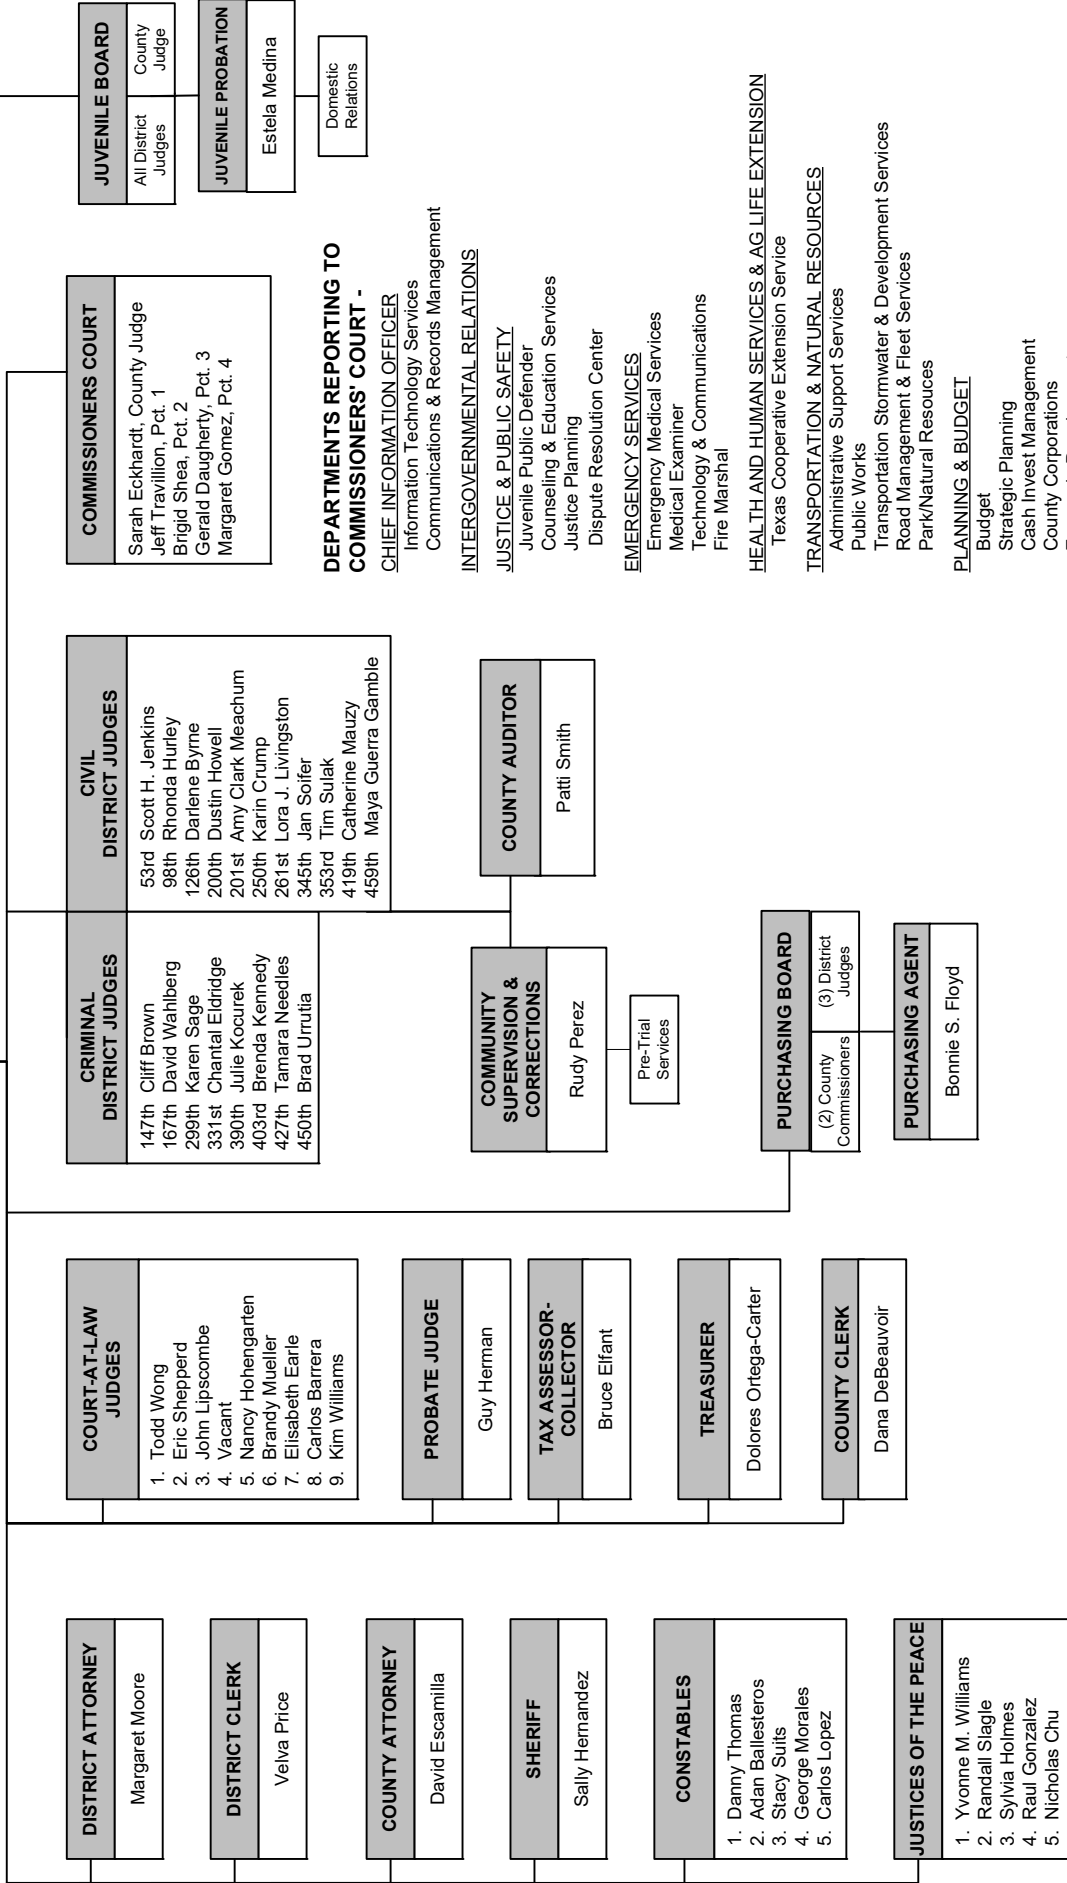 DISTRICT ATTORNEY
Margaret Moore
DISTRICT CLERK
Velva Price
COUNTY ATTORNEY
David Escamilla
SHERIFF
Sally Hernandez
CONSTABLES
1. Danny Thomas
2. Adan Ballesteros
3. Stacy Suits
4. George Morales
5. Carlos Lopez
JUSTICES OF THE PEACE
1. Yvonne M. Williams
2. Randall Slagle
3. Sylvia Holmes
4. Raul Gonzalez
5. Nicholas Chu
COURT-AT-LAW
JUDGES
1. Todd Wong
2. Eric Shepperd
3. John Lipscombe
4. Vacant
5. Nancy Hohengarten
6. Brandy Mueller
7. Elisabeth Earle
8. Carlos Barrera
9. Kim Williams
PROBATE JUDGE
Guy Herman
TAX ASSESSOR-
COLLECTOR
Bruce Elfant
TREASURER
Dolores Ortega-Carter
COUNTY CLERK
Dana DeBeauvoir
CRIMINAL
DISTRICT JUDGES
147th Cliff Brown
167th David Wahlberg
299th Karen Sage
331st Chantal Eldridge
390th Julie Kocurek
403rd Brenda Kennedy
427th Tamara Needles
450th Brad Urrutia
CIVIL
DISTRICT JUDGES
53rd Scott H. Jenkins
98th Rhonda Hurley
126th Darlene Byrne
200th Dustin Howell
201st Amy Clark Meachum
250th Karin Crump
261st Lora J. Livingston
345th Jan Soifer
353rd Tim Sulak
419th Catherine Mauzy
459th Maya Guerra Gamble
COMMUNITY
SUPERVISION &
CORRECTIONS
Rudy Perez
Pre-Trial
Services
COUNTY AUDITOR
Patti Smith
PURCHASING BOARD
(2) County
Commissioners
(3) District
Judges
PURCHASING AGENT
Bonnie S. Floyd
COMMISSIONERS COURT
Sarah Eckhardt, County Judge
Jeff Travillion, Pct. 1
Brigid Shea, Pct. 2
Gerald Daugherty, Pct. 3
Margaret Gomez, Pct. 4
DEPARTMENTS REPORTING TO
COMMISSIONERS' COURT -
CHIEF INFORMATION OFFICER
Information Technology Services
Communications & Records Management
INTERGOVERNMENTAL RELATIONS
JUSTICE & PUBLIC SAFETY
Juvenile Public Defender
Counseling & Education Services
Justice Planning
Dispute Resolution Center
EMERGENCY SERVICES
Emergency Medical Services
Medical Examiner
Technology & Communications
Fire Marshal
HEALTH AND HUMAN SERVICES & AG LIFE EXTENSION
Texas Cooperative Extension Service
TRANSPORTATION & NATURAL RESOURCES
Administrative Support Services
Public Works
Transportation Stormwater & Development Services
Road Management & Fleet Services
Park/Natural Resouces
PLANNING & BUDGET
Budget
Strategic Planning
Cash Invest Management
County Corporations
JUVENILE BOARD
All District
Judges
County
Judge
JUVENILE PROBATION
Estela Medina
Domestic
Relations